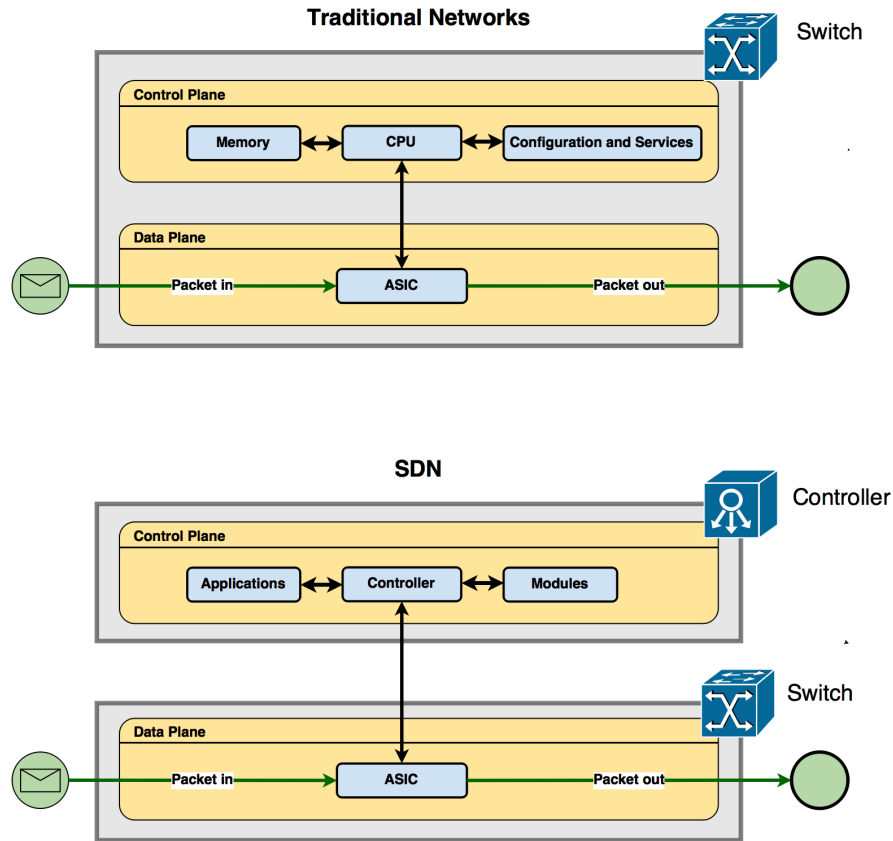 Traditional Networks
Switch
Control Plane
Memory
CPU
Configuration and Services
Data Plane
Packet in
ASIC
Packet out
SDN
Controller
Control Plane
Applications
Controller
Modules
Switch
Data Plane
Packet in
ASIC
Packet out